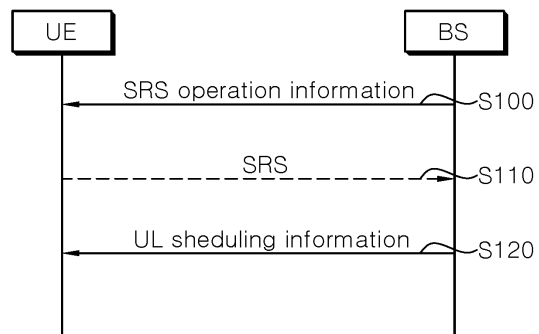 UE
BS
SRS operation information
S100
SRS
S110
UL sheduling information
S120